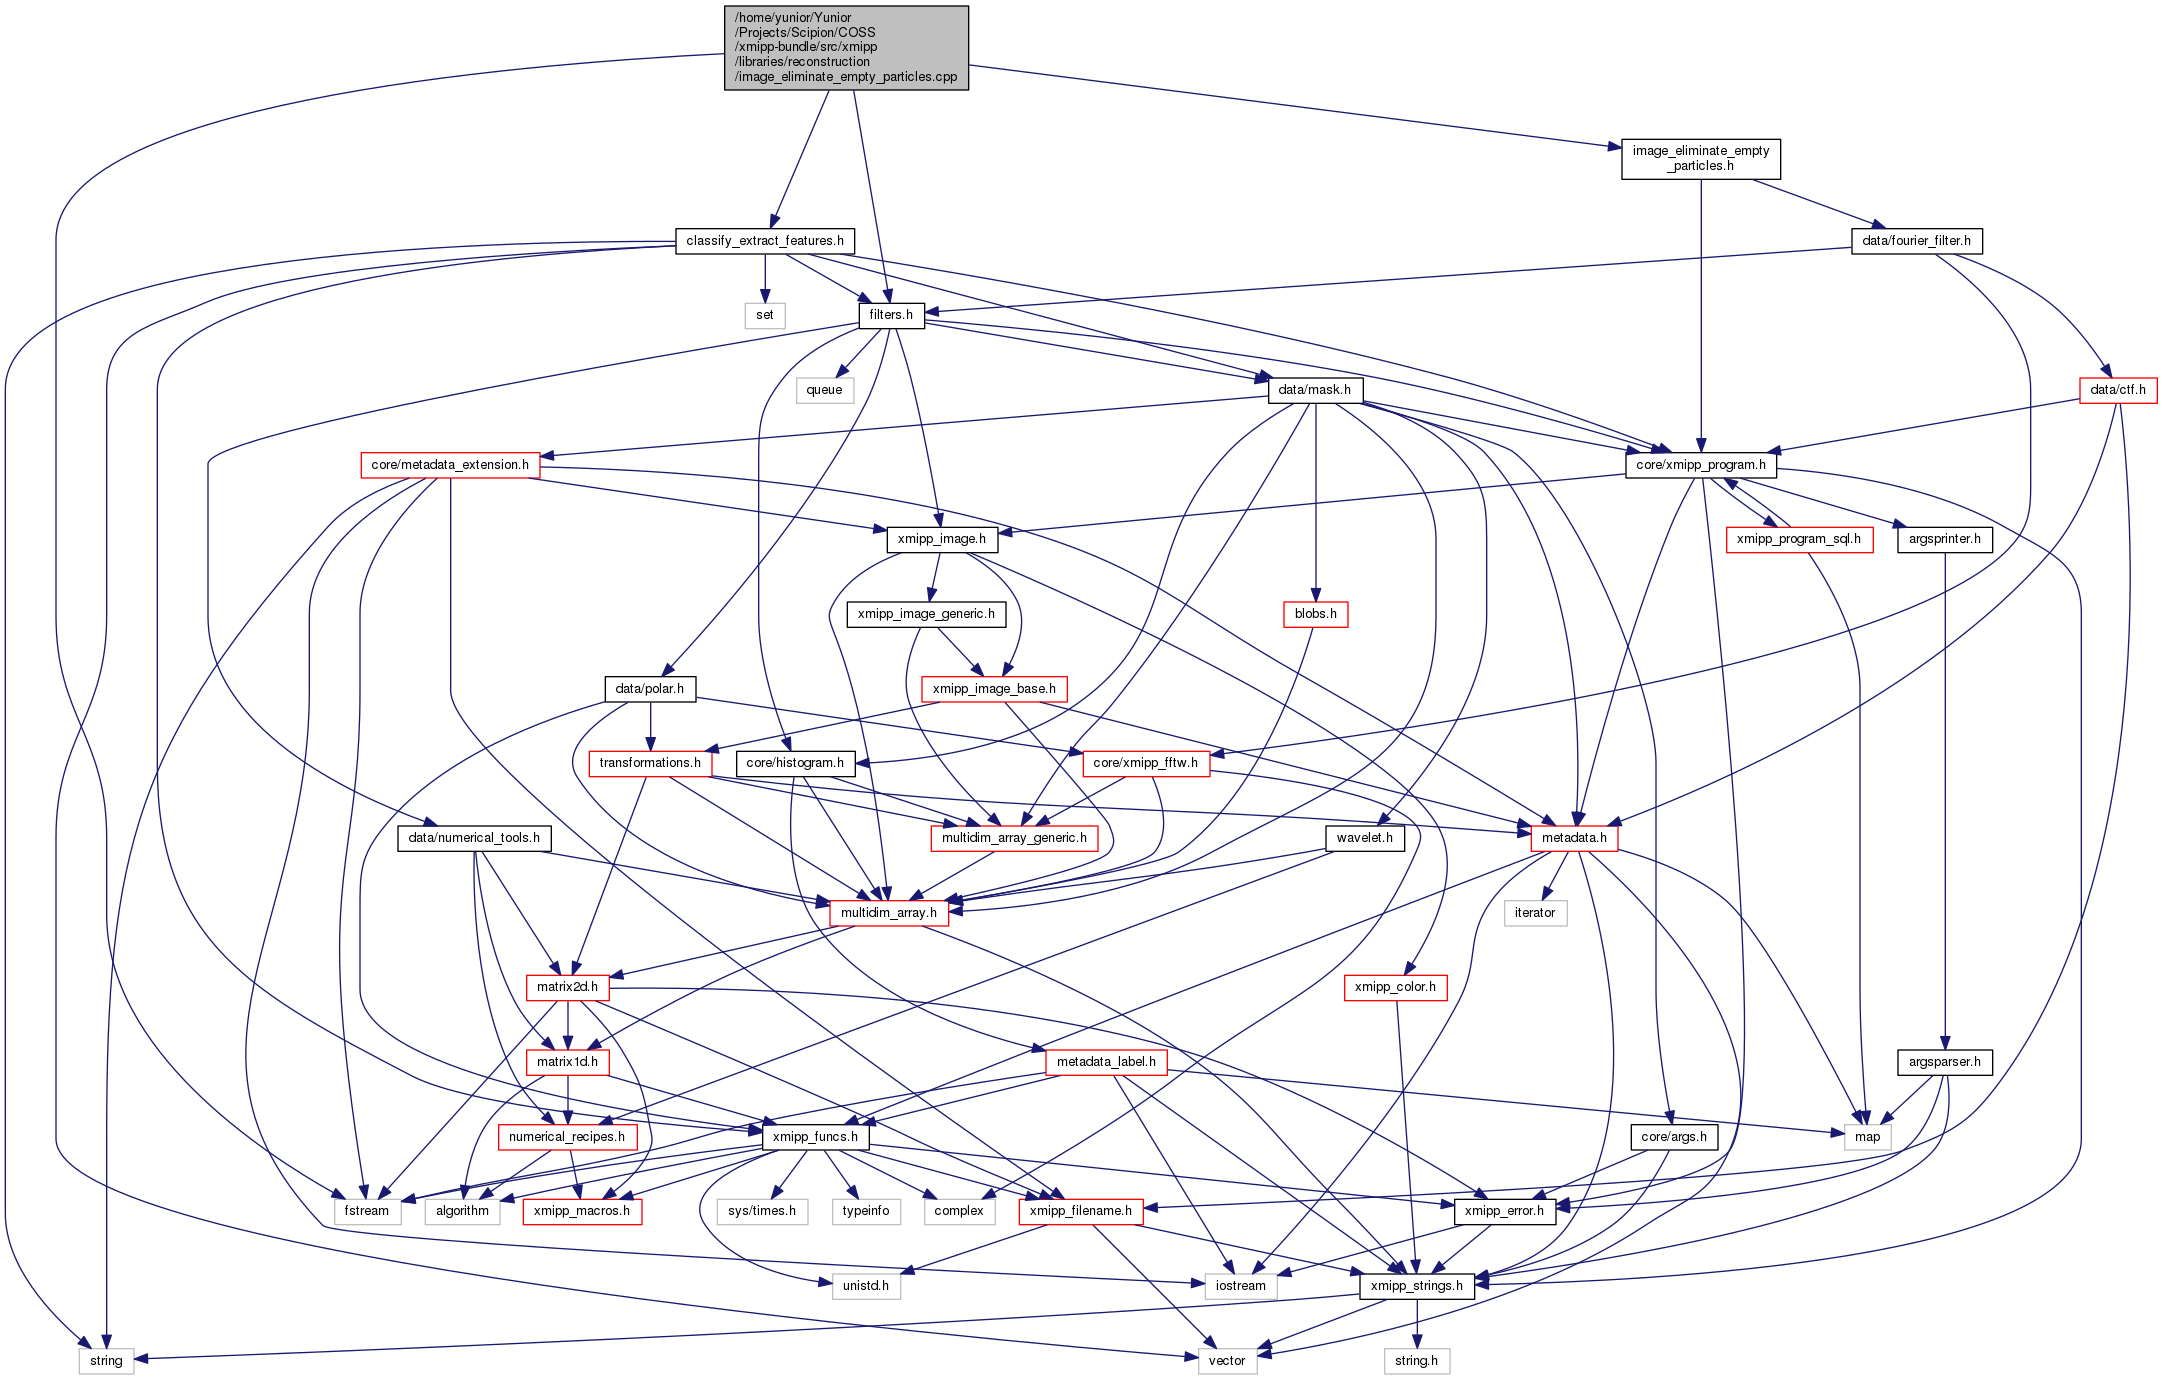 /home/yunior/Yunior
/Projects/Scipion/COSS
/xmipp-bundle/src/xmipp
/libraries/reconstruction
/image_eliminate_empty_particles.cpp
image_eliminate_empty
_particles.h
classify_extract_features.h
data/fourier_filter.h
set
filters.h
queue
data/mask.h
data/ctf.h
core/metadata_extension.h
core/xmipp_program.h
xmipp_image.h
xmipp_program_sql.h
argsprinter.h
xmipp_image_generic.h
blobs.h
data/polar.h
xmipp_image_base.h
transformations.h
core/histogram.h
core/xmipp_fftw.h
data/numerical_tools.h
multidim_array_generic.h
wavelet.h
metadata.h
multidim_array.h
iterator
matrix2d.h
xmipp_color.h
matrix1d.h
metadata_label.h
argsparser.h
numerical_recipes.h
xmipp_funcs.h
core/args.h
map
fstream
algorithm
xmipp_macros.h
sys/times.h
typeinfo
complex
xmipp_filename.h
xmipp_error.h
unistd.h
iostream
xmipp_strings.h
string
vector
string.h